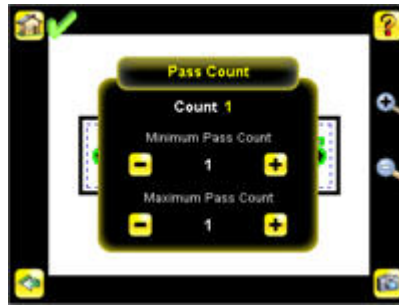 Pass Count
Count 1
Minimum Pass Count
- 1 +
Maximum Pass Count
- 1 +
?